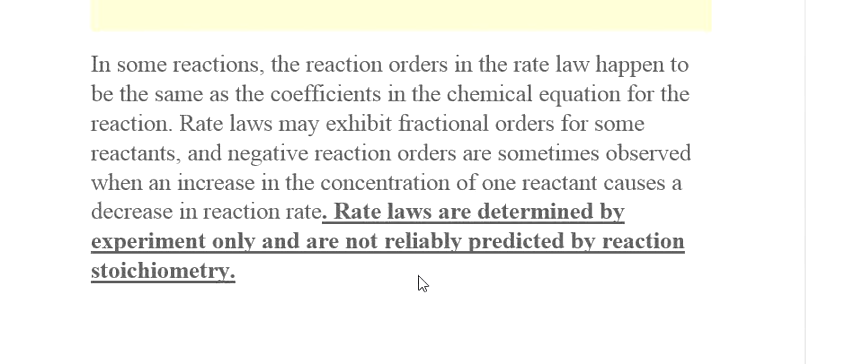 In some reactions, the reaction orders in the rate law happen to
be the same as the coefficients in the chemical equation for the
reaction. Rate laws may exhibit fractional orders for some
reactants, and negative reaction orders are sometimes observed
when an increase in the concentration of one reactant causes a
decrease in reaction rate. Rate laws are determined by
experiment only and are not reliably predicted by reaction
stoichiometry.